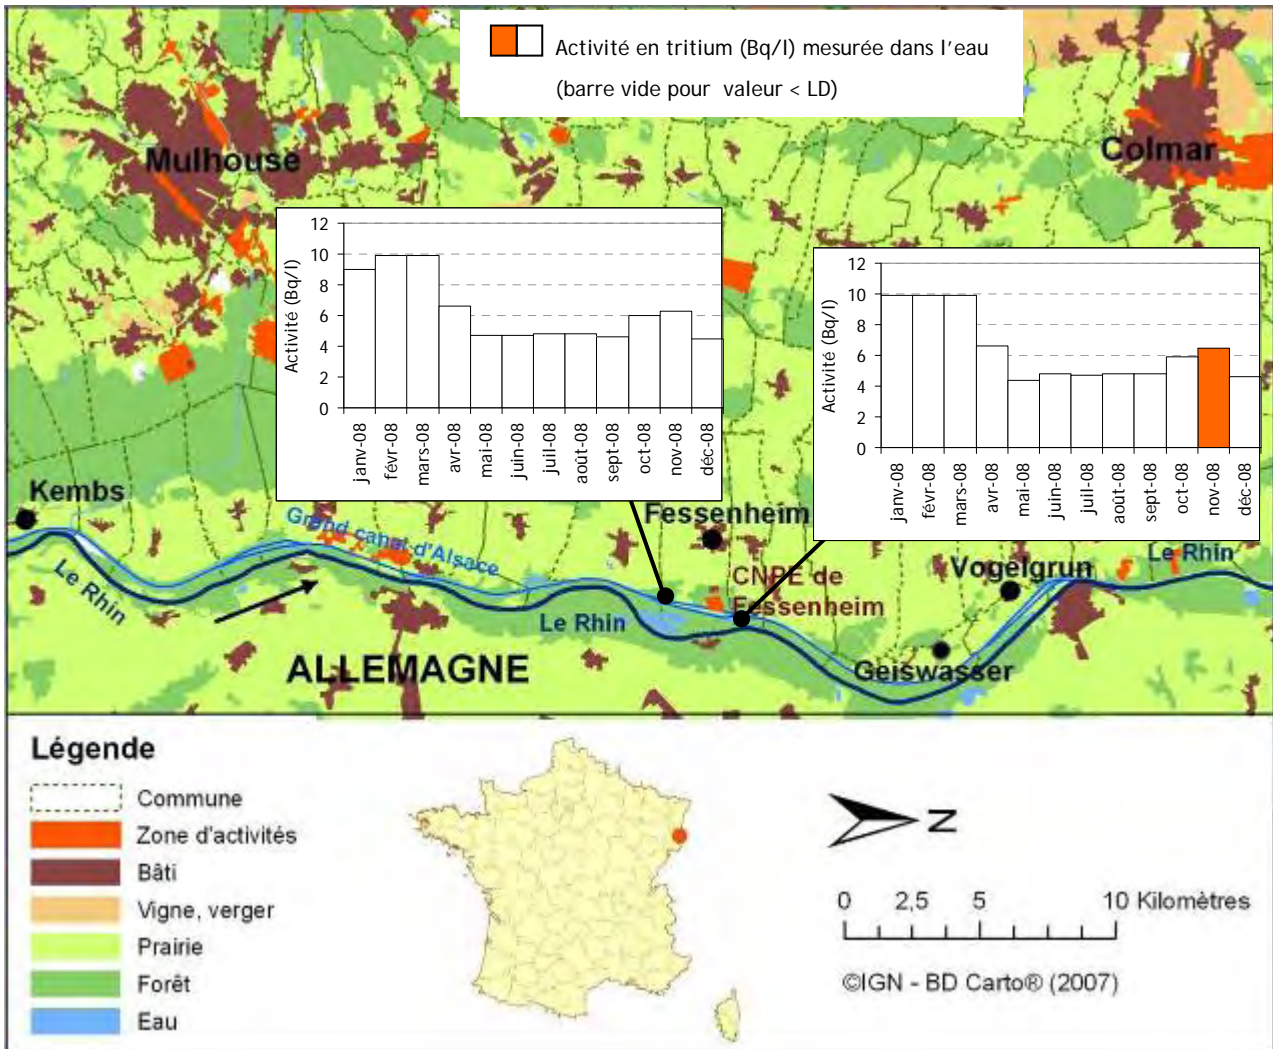 Activité en tritium (Bq/l) mesurée dans l'eau
(barre vide pour valeur < LD)
Mulhouse
Colmar
Activité (Bq/l)
12
10
8
6
4
2
0
janv-08
févr-08
mars-08
avr-08
mai-08
juin-08
juil-08
août-08
sept-08
oct-08
nov-08
déc-08
Activité (Bq/l)
12
10
8
6
4
2
0
janv-08
févr-08
mars-08
avr-08
mai-08
juin-08
juil-08
août-08
sept-08
oct-08
nov-08
déc-08
Kembs
Grand canal d'Alsace
Le Rhin
Fessenheim
CNPE de
Fessenheim
Le Rhin
Vogelgrun
Le Rhin
Geiswasser
ALLEMAGNE
Légende
Commune
Zone d'activités
Bâti
Vigne, verger
Prairie
Forêt
Eau
N
0 2,5 5 10 Kilomètres
©IGN - BD Carto® (2007)